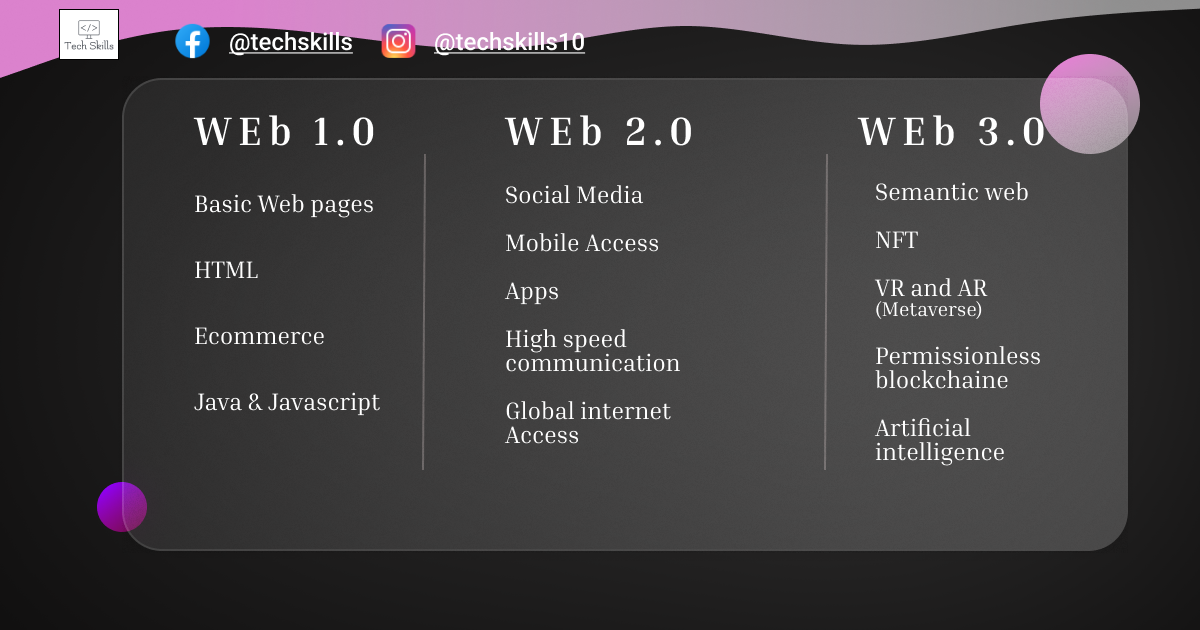 </>
Tech Skills
@techskills
@techskills10
WEb 1.0
Basic Web pages
HTML
Ecommerce
Java & Javascript
WEb 2.0
Social Media
Mobile Access
Apps
High speed
communication
Global internet
Access
WEb 3.0
Semantic web
NFT
VR and AR
(Metaverse)
Permissionless
blockchaine
Artificial
intelligence